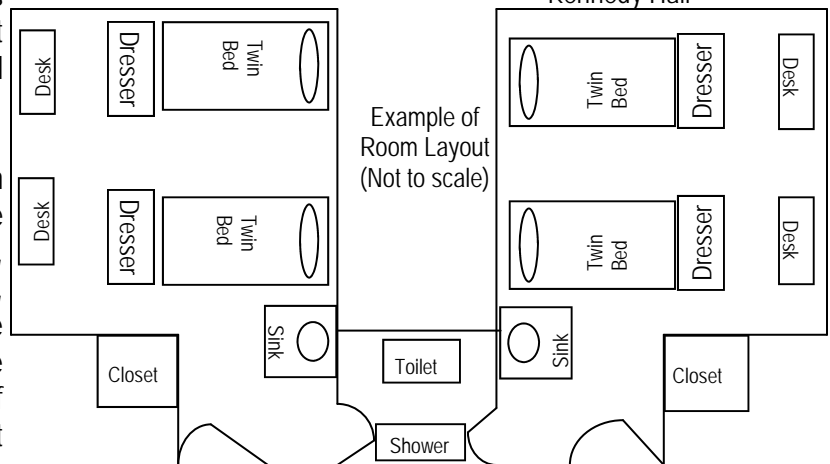 Kennedy Hall
Desk
Dresser
Twin
Bed
Twin
Bed
Dresser
Desk
Example of
Room Layout
(Not to scale)
Desk
Dresser
Twin
Bed
Twin
Bed
Dresser
Desk
Sink
Sink
Closet
Toilet
Closet
Shower